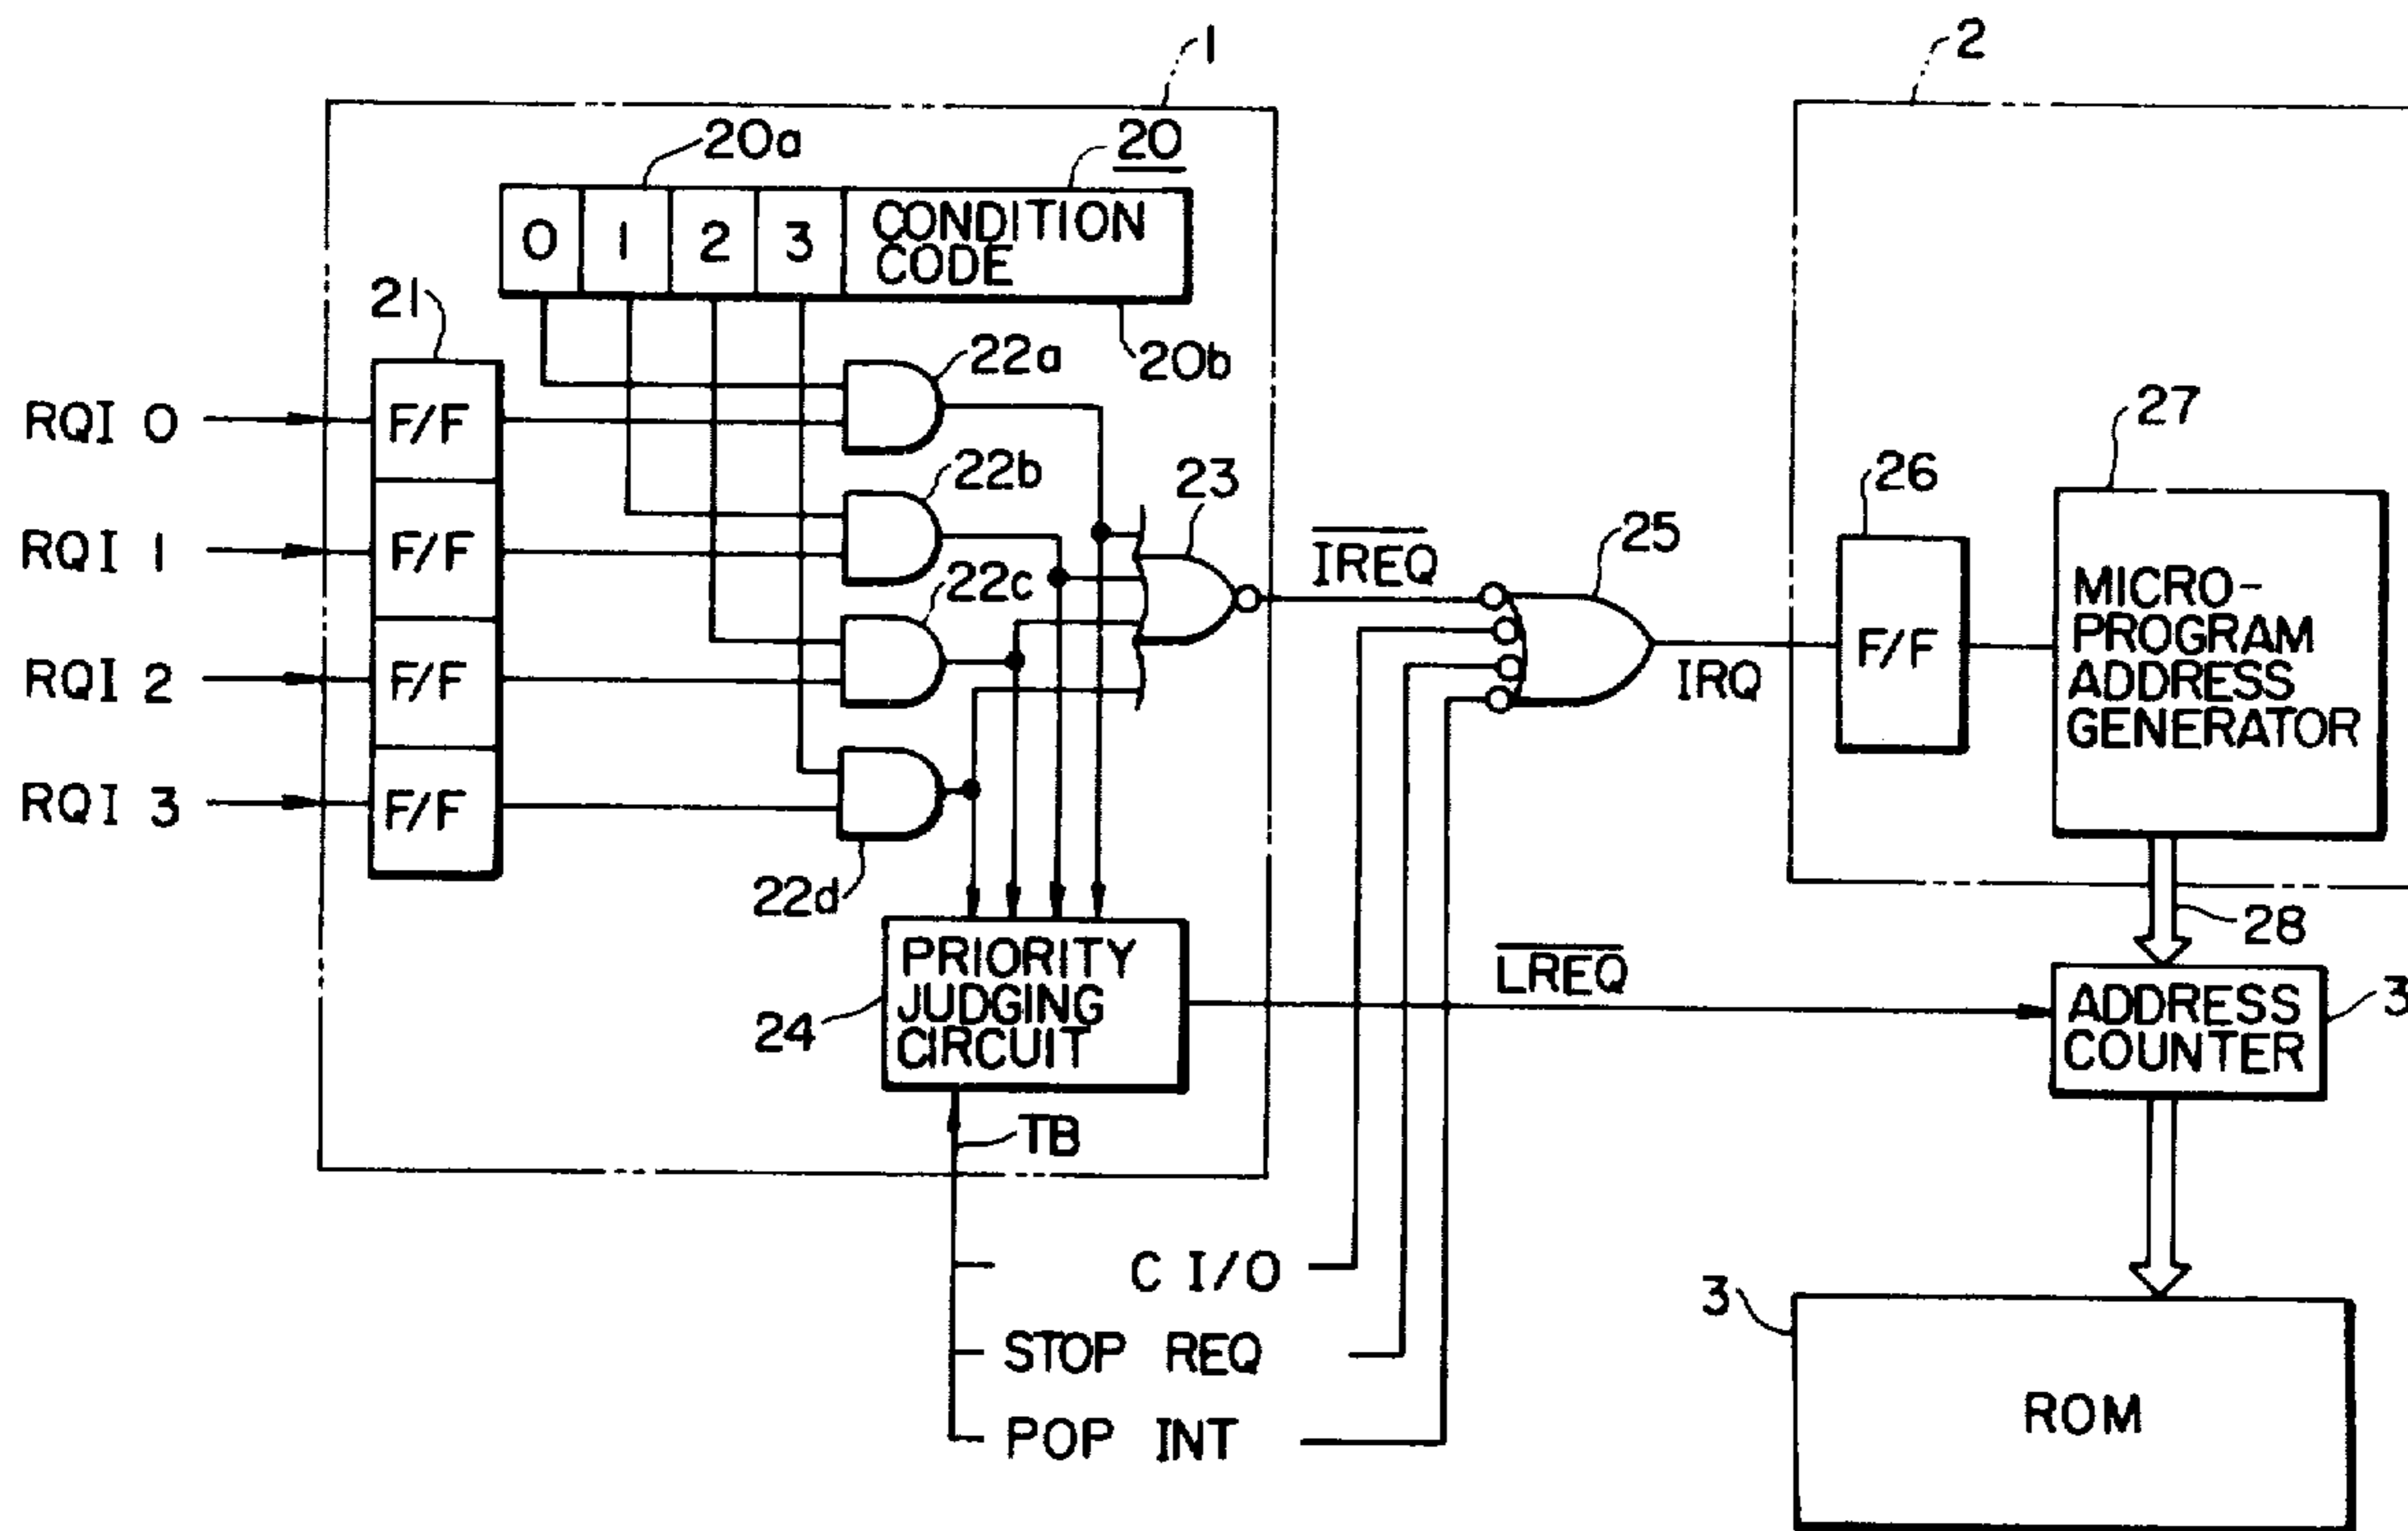 1
2
20a
20
0 1 2 3 CONDITION
CODE
21
22a
20b
RQI 0
F/F
22b
23
27
RQI 1
F/F
22c
IREQ
25
26
MICRO-
PROGRAM
ADDRESS
GENERATOR
RQI 2
F/F
IRQ
F/F
RQI 3
F/F
22d
28
PRIORITY
JUDGING
CIRCUIT
24
LREQ
ADDRESS
COUNTER
3
TB
C I/O
3
STOP REQ
ROM
POP INT